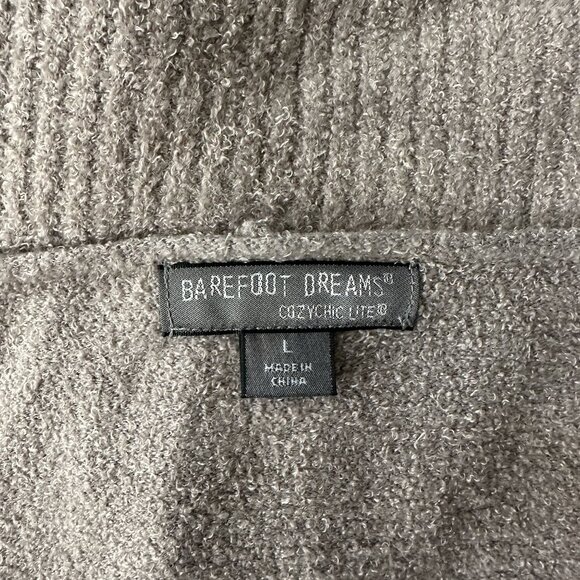 BAREFOOT DREAMS®
COZYCHIC LITE®
L
MADE IN
CHINA